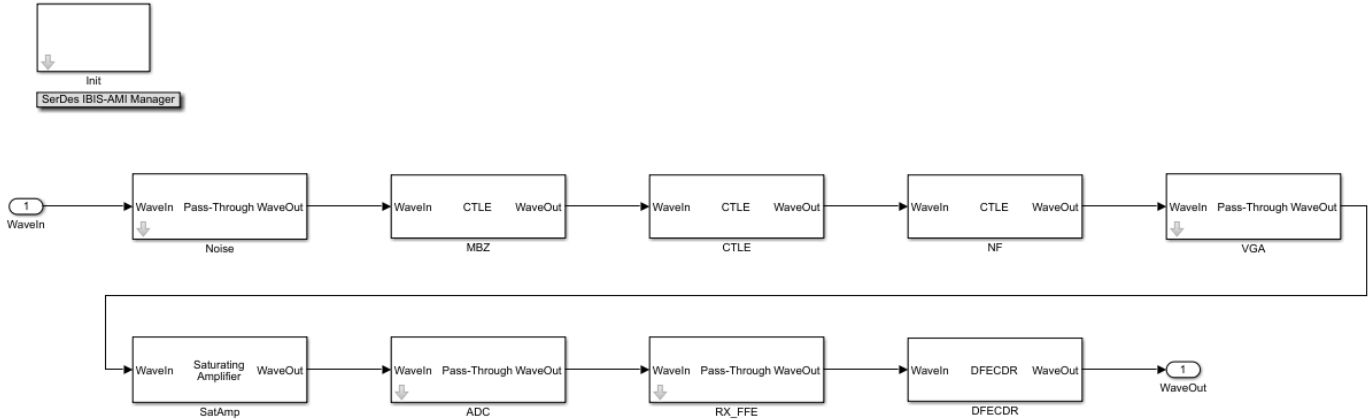 Init
SerDes IBIS-AMI Manager
1
WaveIn
WaveIn Pass-Through WaveOut
Noise
WaveIn CTLE WaveOut
MBZ
WaveIn CTLE WaveOut
CTLE
WaveIn CTLE WaveOut
NF
WaveIn Pass-Through WaveOut
VGA
WaveIn Saturating WaveOut
Amplifier
SatAmp
WaveIn Pass-Through WaveOut
ADC
WaveIn Pass-Through WaveOut
RX_FFE
WaveIn DFECDR WaveOut
DFECDR
1
WaveOut